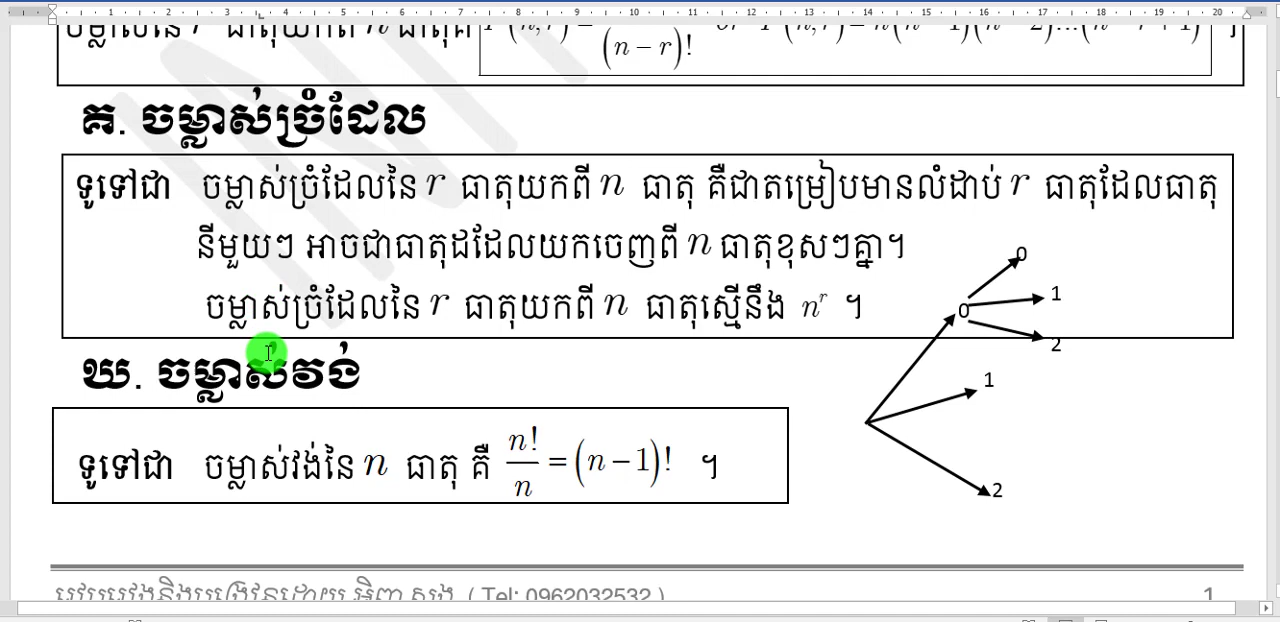 (n − r)!
គ. ចម្លាស់ច្រំដែល
ទូទៅជា ចម្លាស់ច្រំដែលនៃ r ធាតុយកពី n ធាតុ គឺជាតម្រៀបមានលំដាប់ r ធាតុដែលធាតុ
នីមួយៗ អាចជាធាតុដដែលយកចេញពី n ធាតុខុសៗគ្នា។
ចម្លាស់ច្រំដែលនៃ r ធាតុយកពី n ធាតុស្មើនឹង nʳ ។
0
1
0
2
1
2
ឃ. ចម្លាស់វង់
ទូទៅជា ចម្លាស់វង់នៃ n ធាតុ គឺ n!/n = (n − 1)! ។
( Tel: 0962032532 ) 1